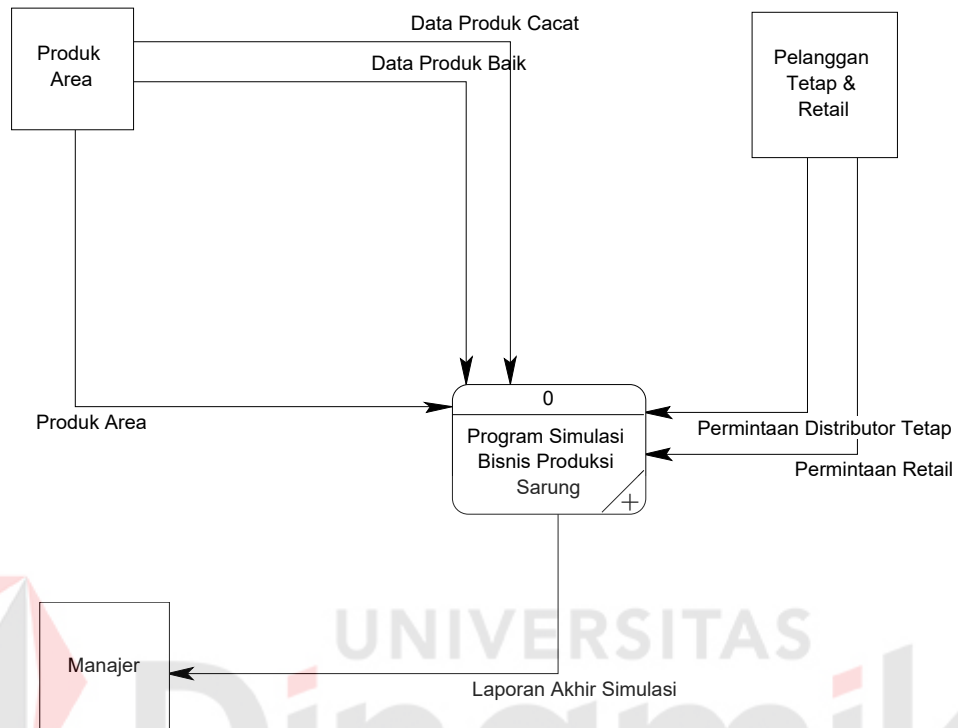 Data Produk Cacat
Produk
Area
Data Produk Baik
Pelanggan
Tetap &
Retail
0
Program Simulasi
Bisnis Produksi
Sarung
Produk Area
Permintaan Distributor Tetap
Permintaan Retail
UNIVERSITAS
Manajer
Laporan Akhir Simulasi
Dinamika